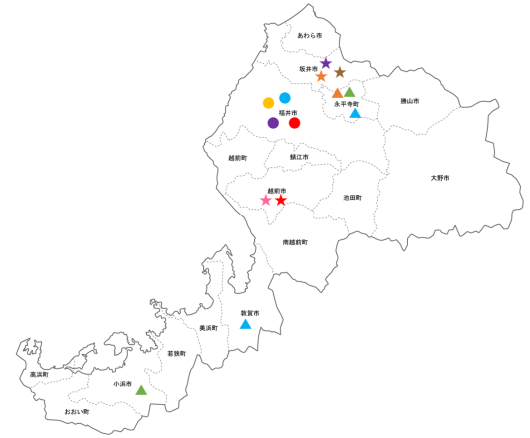 あわら市
坂井市
永平寺町
勝山市
福井市
越前町
鯖江市
大野市
越前市
池田町
南越前町
敦賀市
美浜町
若狭町
高浜町
小浜市
おおい町